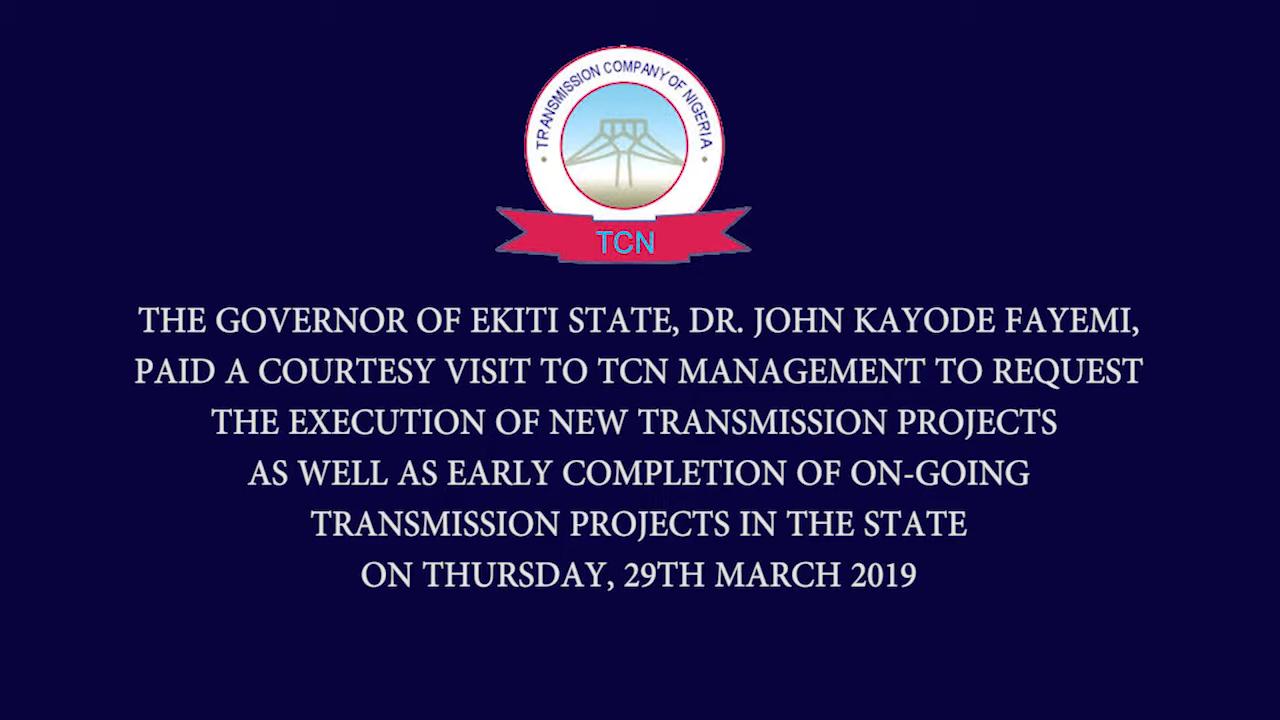 TRANSMISSION COMPANY OF NIGERIA
TCN
THE GOVERNOR OF EKITI STATE, DR. JOHN KAYODE FAYEMI,
PAID A COURTESY VISIT TO TCN MANAGEMENT TO REQUEST
THE EXECUTION OF NEW TRANSMISSION PROJECTS
AS WELL AS EARLY COMPLETION OF ON-GOING
TRANSMISSION PROJECTS IN THE STATE
ON THURSDAY, 29TH MARCH 2019